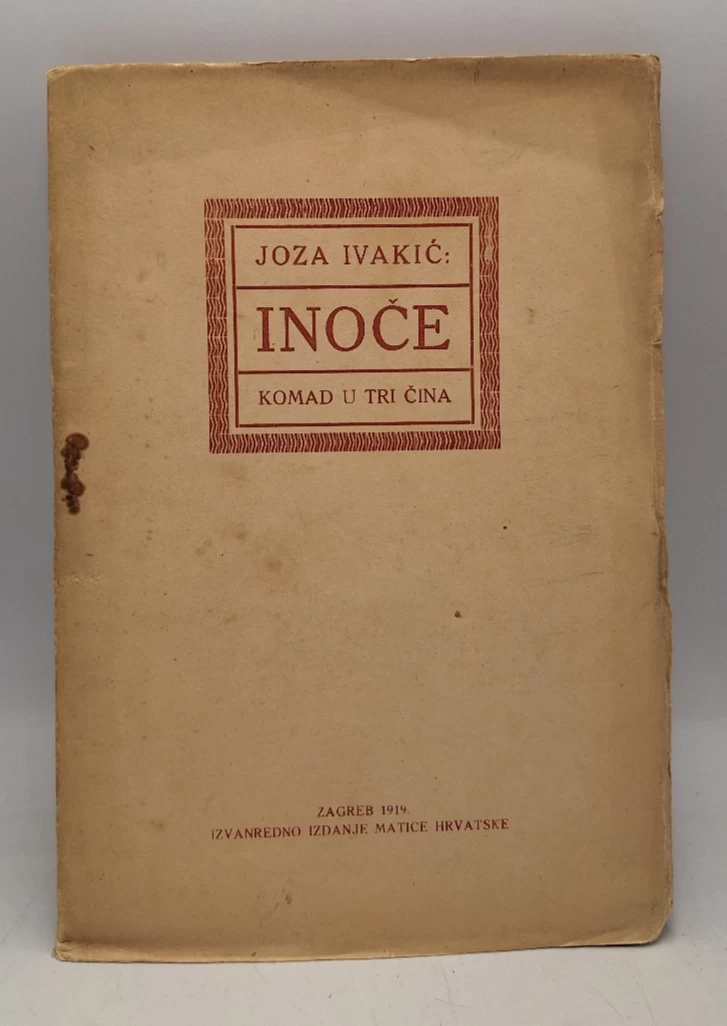 JOZA IVAKIĆ:
INOČE
KOMAD U TRI ČINA
ZAGREB 1919.
IZVANREDNO IZDANJE MATICE HRVATSKE